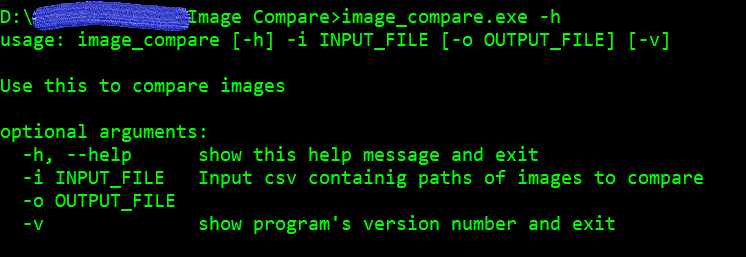 D:\Image Compare>image_compare.exe -h
usage: image_compare [-h] -i INPUT_FILE [-o OUTPUT_FILE] [-v]
Use this to compare images
optional arguments:
-h, --help show this help message and exit
-i INPUT_FILE Input csv containig paths of images to compare
-o OUTPUT_FILE
-v show program's version number and exit